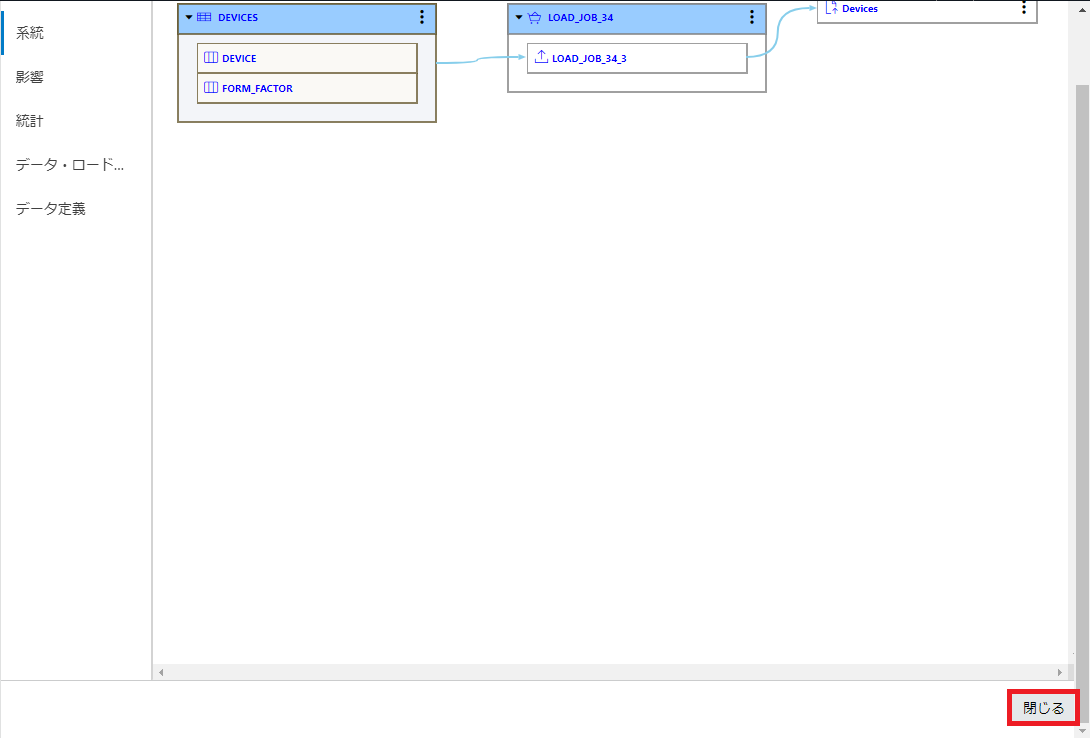 系統
影響
統計
データ・ロード...
データ定義
DEVICES
DEVICE
FORM_FACTOR
LOAD_JOB_34
LOAD_JOB_34_3
Devices
閉じる